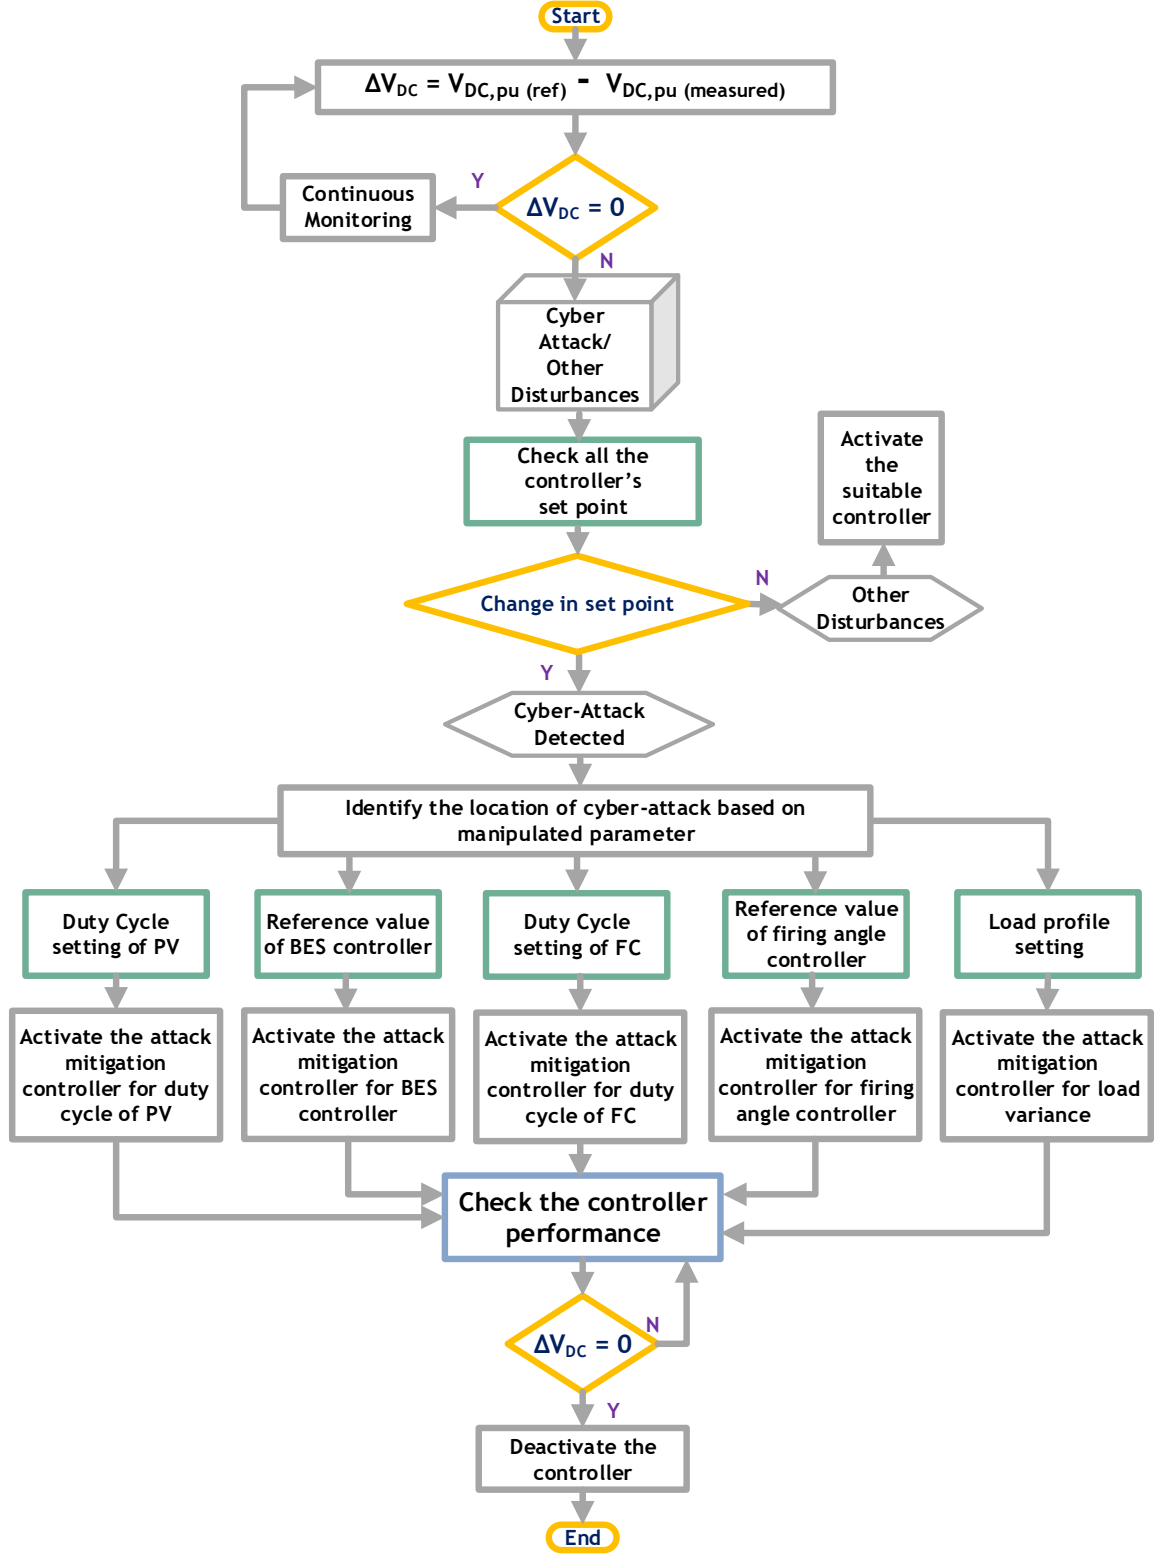 Start
ΔV_DC = V_DC,pu (ref) - V_DC,pu (measured)
Y
Continuous
Monitoring
ΔV_DC = 0
N
Cyber
Attack/
Other
Disturbances
Check all the
controller’s
set point
Activate
the
suitable
controller
Change in set point
N
Other
Disturbances
Y
Cyber-Attack
Detected
Identify the location of cyber-attack based on
manipulated parameter
Duty Cycle
setting of PV
Reference value
of BES controller
Duty Cycle
setting of FC
Reference value
of firing angle
controller
Load profile
setting
Activate the attack
mitigation
controller for duty
cycle of PV
Activate the attack
mitigation
controller for BES
controller
Activate the attack
mitigation
controller for duty
cycle of FC
Activate the attack
mitigation
controller for firing
angle controller
Activate the attack
mitigation
controller for load
variance
Check the controller
performance
ΔV_DC = 0
N
Y
Deactivate the
controller
End